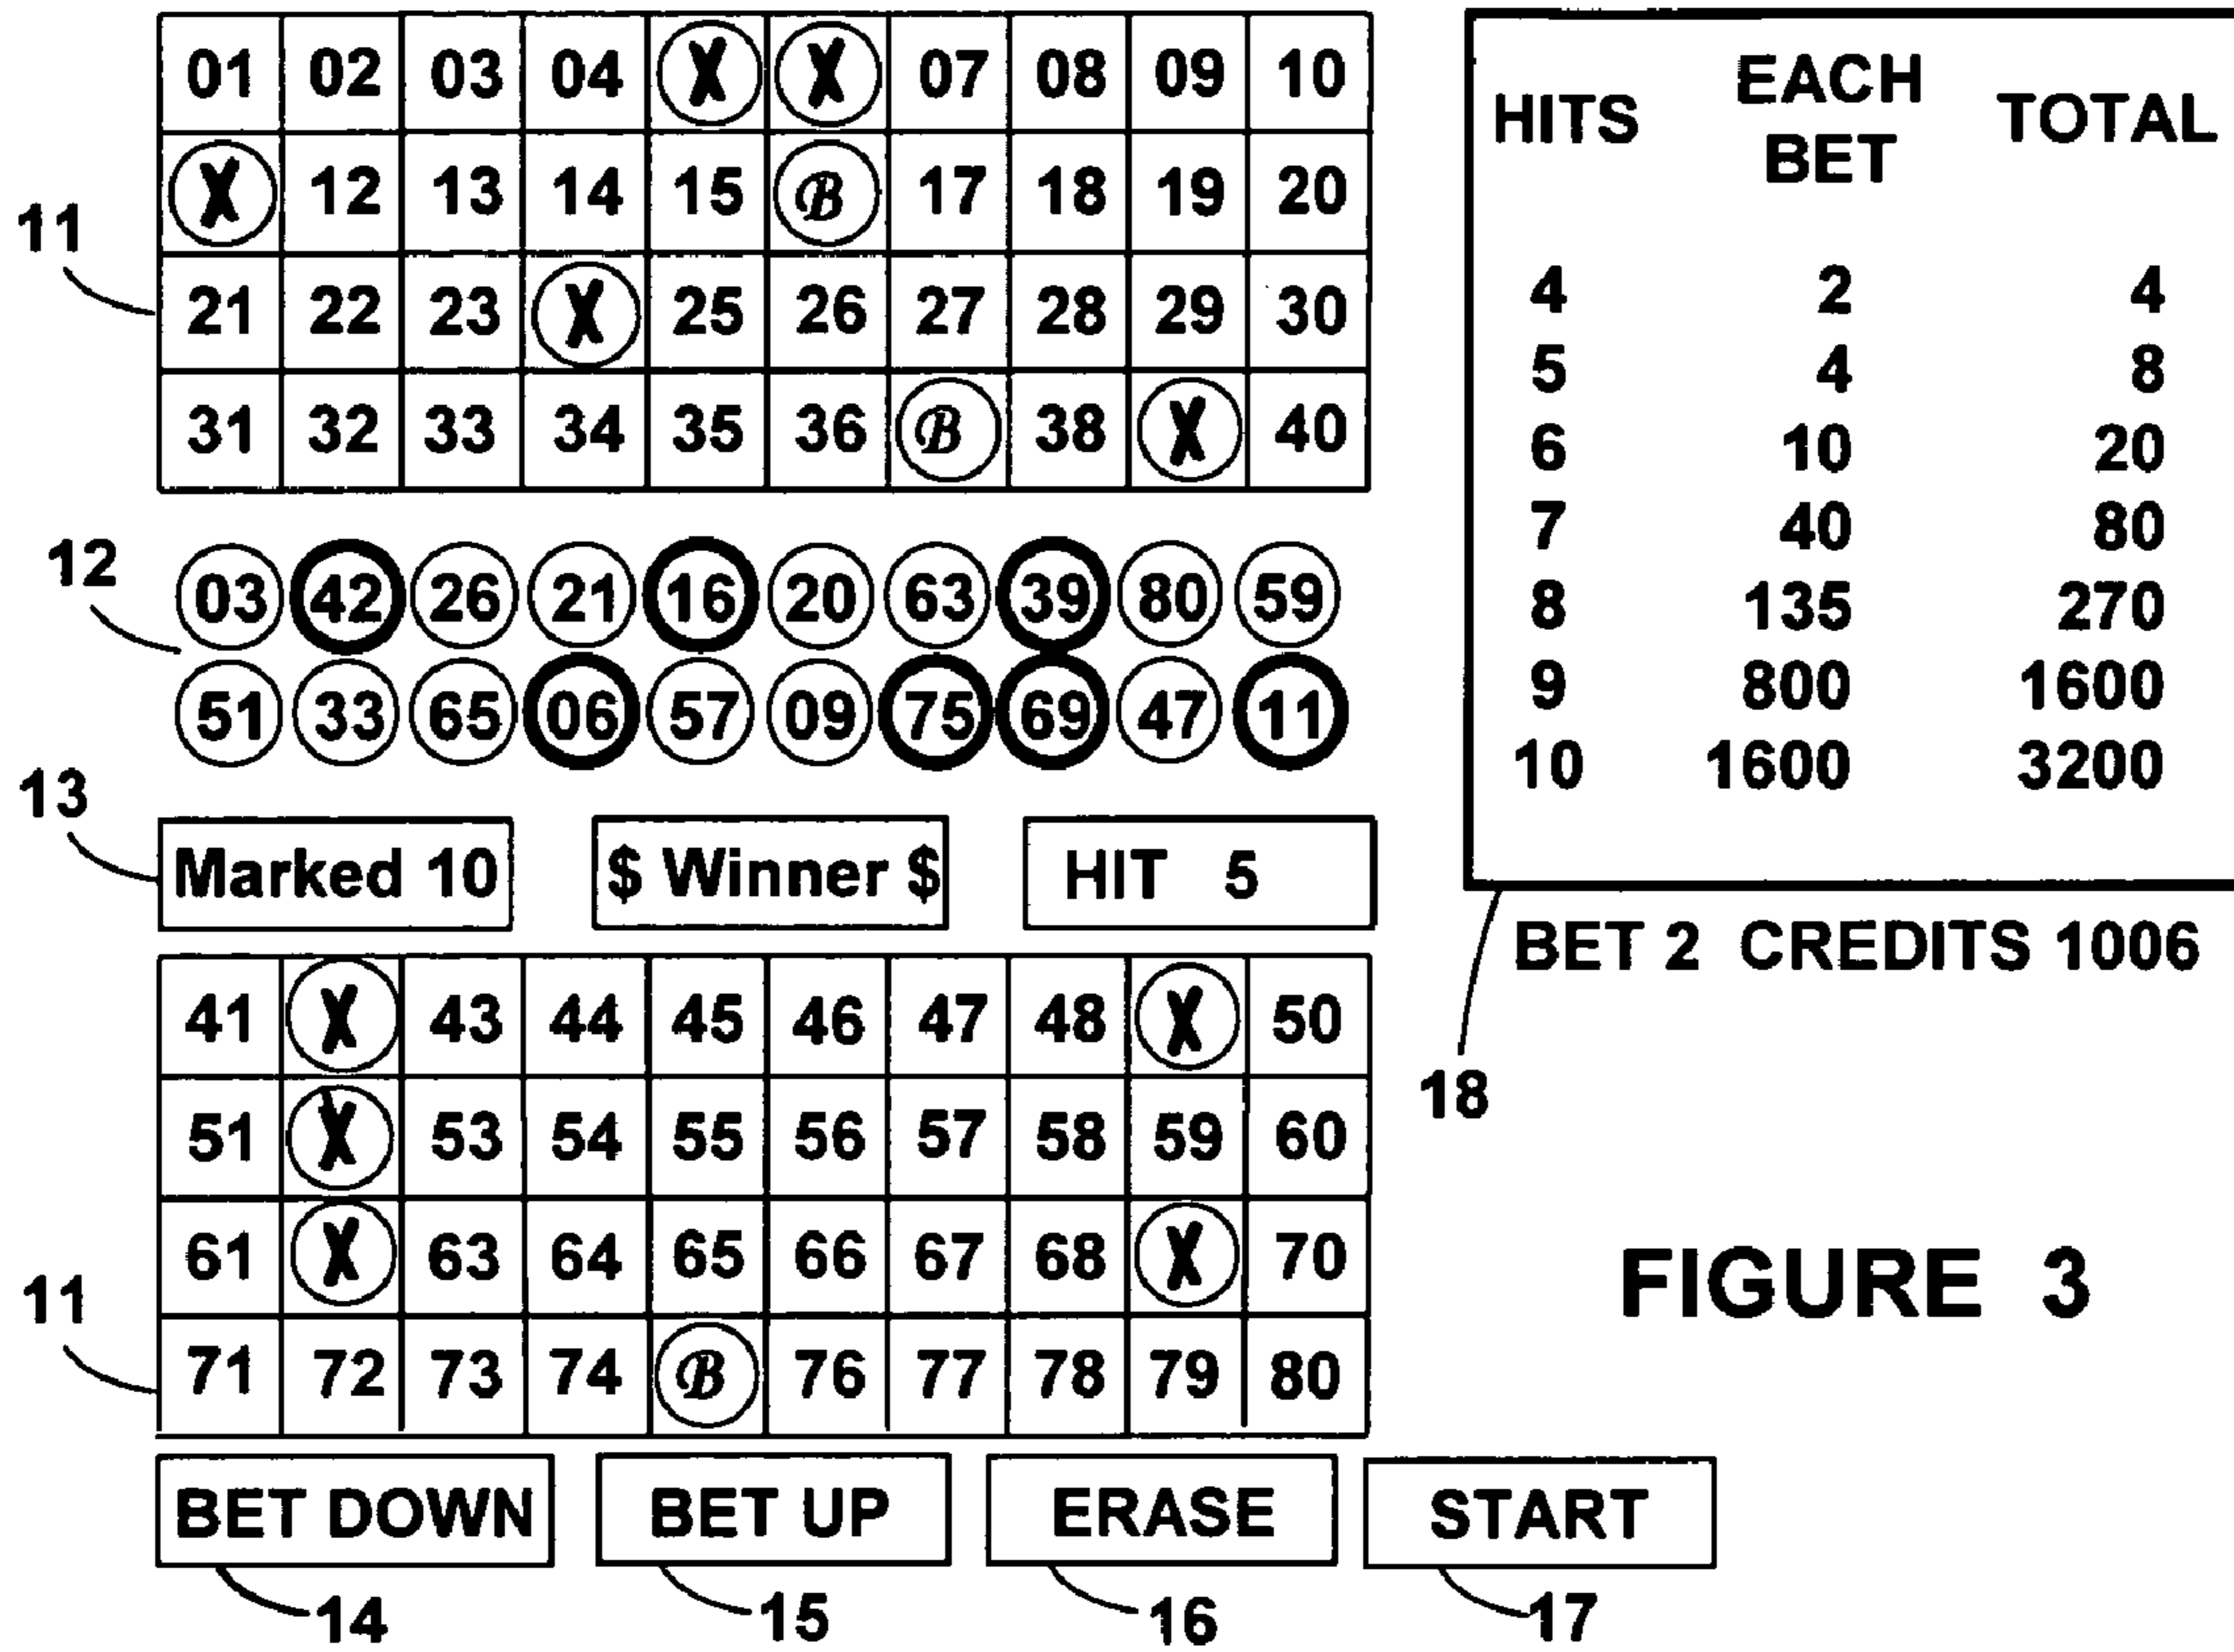 01 02 03 04 X X 07 08 09 10
X 12 13 14 15 B 17 18 19 20
21 22 23 X 25 26 27 28 29 30
31 32 33 34 35 36 B 38 X 40
11
12
03 42 26 21 16 20 63 39 80 59
51 33 65 06 57 09 75 69 47 11
13
Marked 10 $ Winner $ HIT 5
41 X 43 44 45 46 47 48 X 50
51 X 53 54 55 56 57 58 59 60
61 X 63 64 65 66 67 68 X 70
71 72 73 74 B 76 77 78 79 80
11
BET DOWN BET UP ERASE START
14 15 16 17
HITS EACH BET TOTAL
4 2 4
5 4 8
6 10 20
7 40 80
8 135 270
9 800 1600
10 1600 3200
BET 2 CREDITS 1006
18
FIGURE 3